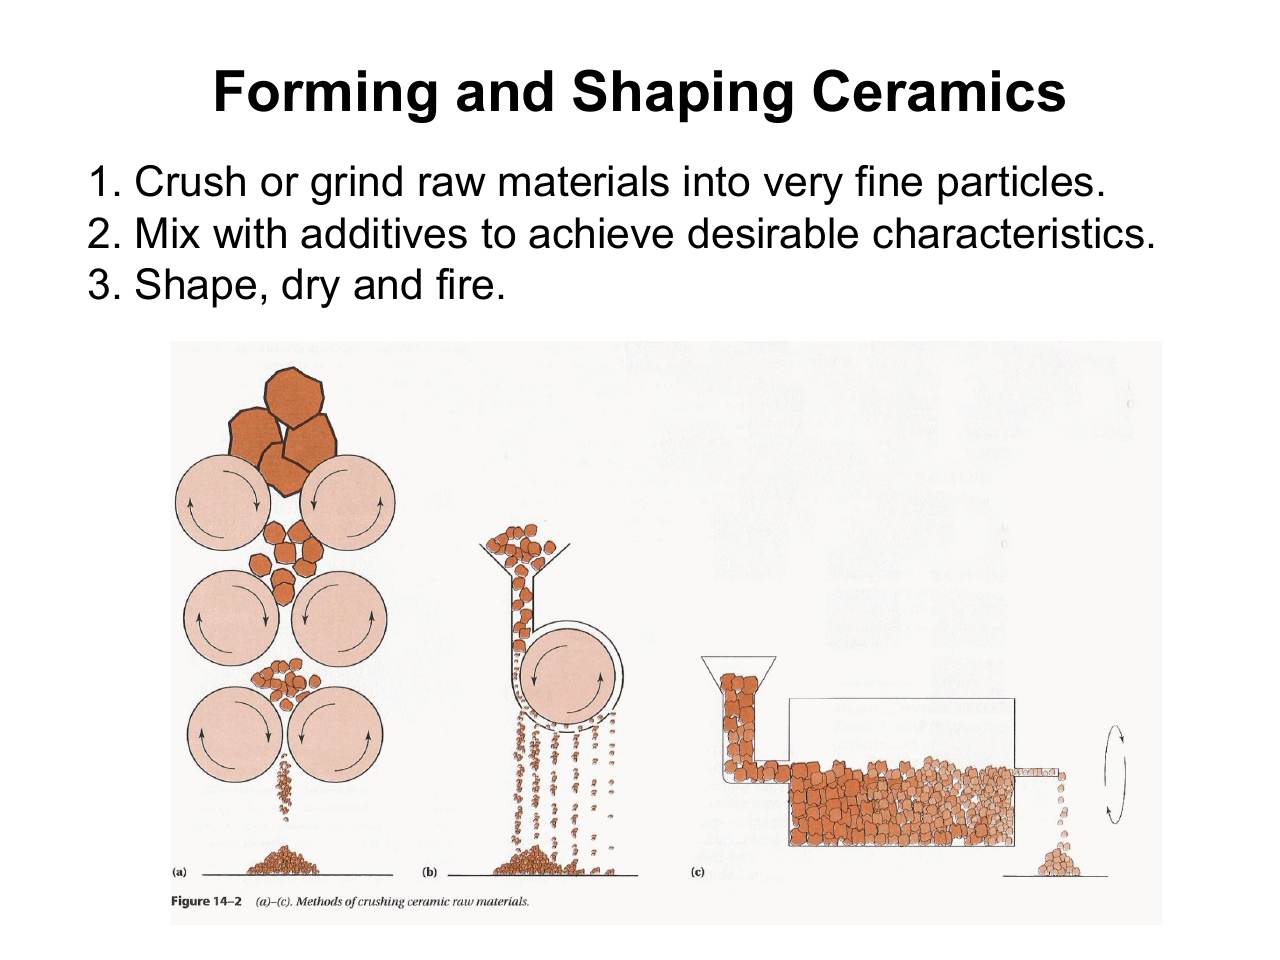 Forming and Shaping Ceramics
1. Crush or grind raw materials into very fine particles.
2. Mix with additives to achieve desirable characteristics.
3. Shape, dry and fire.
(a)
(b)
(c)
Figure 14–2 (a)–(c). Methods of crushing ceramic raw materials.